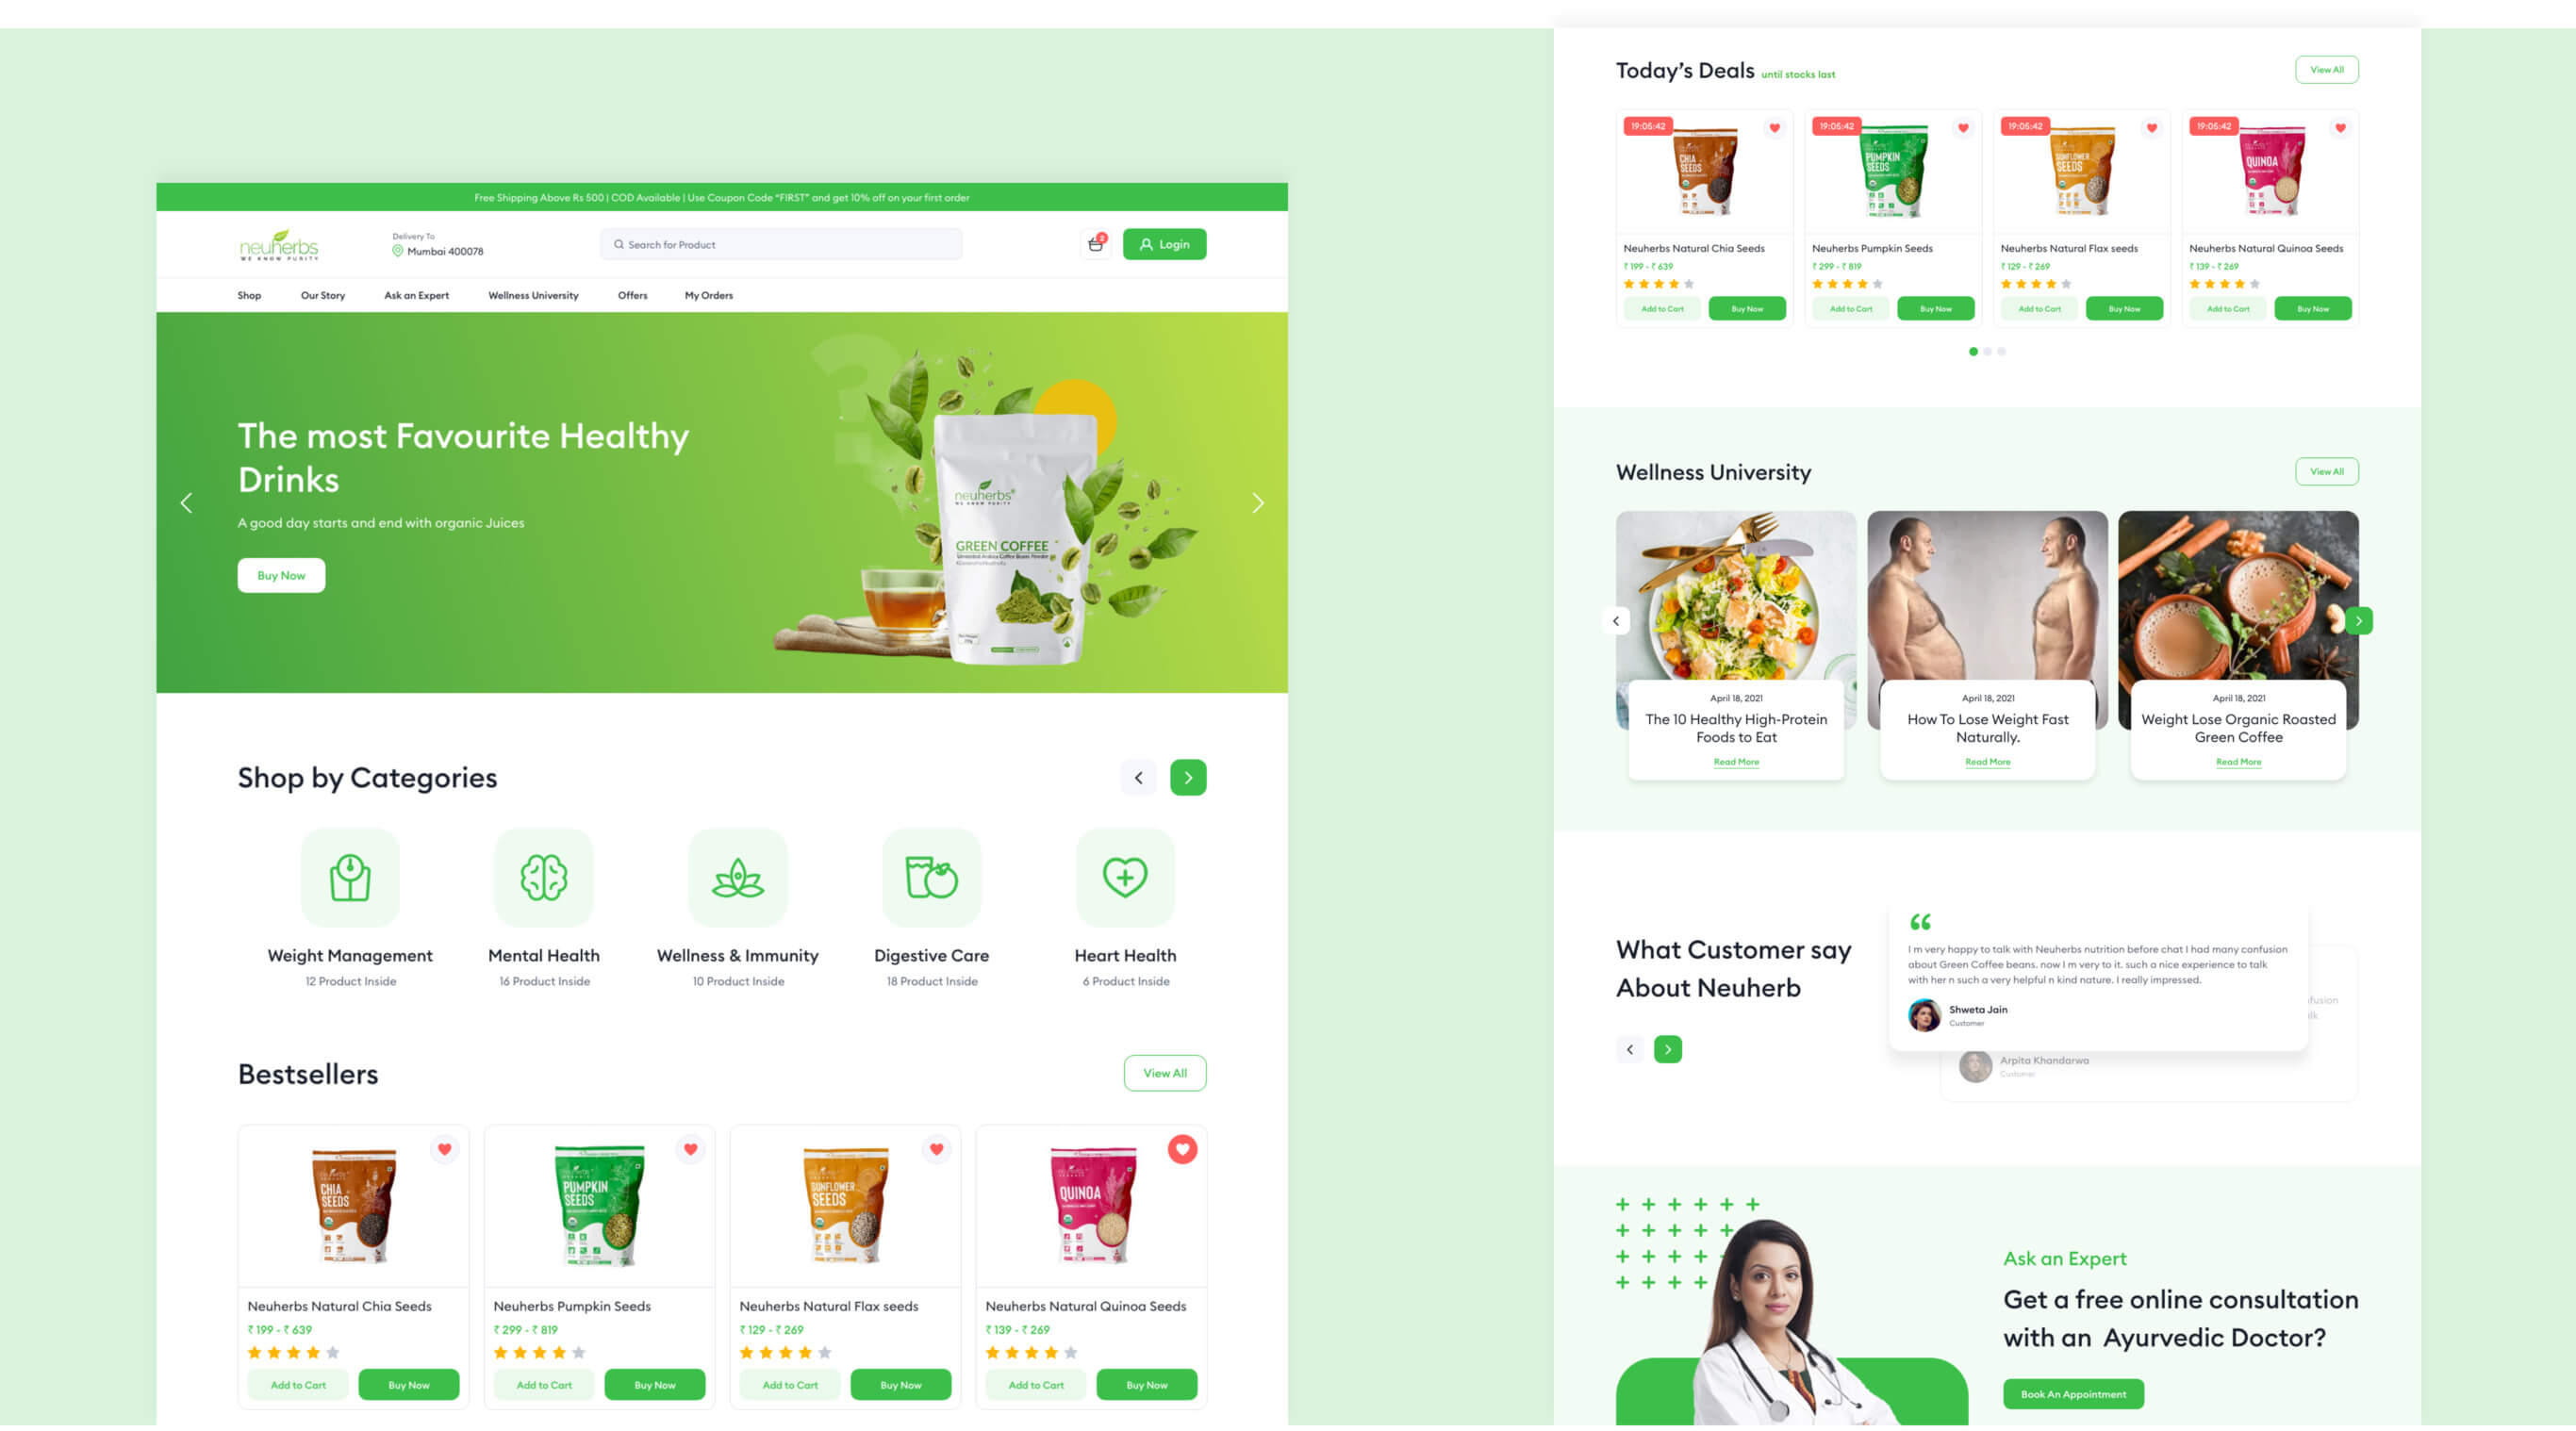 Free Shipping Above Rs 500 | COD Available | Use Coupon Code “FIRST” and get 10% off on your first order
neuherbs
WE KNOW PURITY
Delivery To
Mumbai 400078
Search for Product
2
Login
Shop
Our Story
Ask an Expert
Wellness University
Offers
My Orders
The most Favourite Healthy
Drinks
A good day starts and end with organic Juices
Buy Now
neuherbs
WE KNOW PURITY
GREEN COFFEE
Shop by Categories
Weight Management
12 Product Inside
Mental Health
16 Product Inside
Wellness & Immunity
10 Product Inside
Digestive Care
18 Product Inside
Heart Health
6 Product Inside
Bestsellers
View All
CHIA
SEEDS
Neuherbs Natural Chia Seeds
₹ 199 - ₹ 639
Add to Cart
Buy Now
PUMPKIN
SEEDS
Neuherbs Pumpkin Seeds
₹ 299 - ₹ 819
Add to Cart
Buy Now
SUNFLOWER
SEEDS
Neuherbs Natural Flax seeds
₹ 129 - ₹ 269
Add to Cart
Buy Now
QUINOA
Neuherbs Natural Quinoa Seeds
₹ 139 - ₹ 269
Add to Cart
Buy Now
Today’s Deals until stocks last
View All
19:05:42
CHIA
SEEDS
Neuherbs Natural Chia Seeds
₹ 199 - ₹ 639
Add to Cart
Buy Now
19:05:42
PUMPKIN
SEEDS
Neuherbs Pumpkin Seeds
₹ 299 - ₹ 819
Add to Cart
Buy Now
19:05:42
SUNFLOWER
SEEDS
Neuherbs Natural Flax seeds
₹ 129 - ₹ 269
Add to Cart
Buy Now
19:05:42
QUINOA
Neuherbs Natural Quinoa Seeds
₹ 139 - ₹ 269
Add to Cart
Buy Now
Wellness University
View All
April 18, 2021
The 10 Healthy High-Protein
Foods to Eat
Read More
April 18, 2021
How To Lose Weight Fast
Naturally.
Read More
April 18, 2021
Weight Lose Organic Roasted
Green Coffee
Read More
What Customer say
About Neuherb
I m very happy to talk with Neuherbs nutrition before chat I had many confusion
about Green Coffee beans. now I m very to it. such a nice experience to talk
with her n such a very helpful n kind nature. I really impressed.
Shweta Jain
Customer
Arpita Khandarwa
Customer
Ask an Expert
Get a free online consultation
with an Ayurvedic Doctor?
Book An Appointment